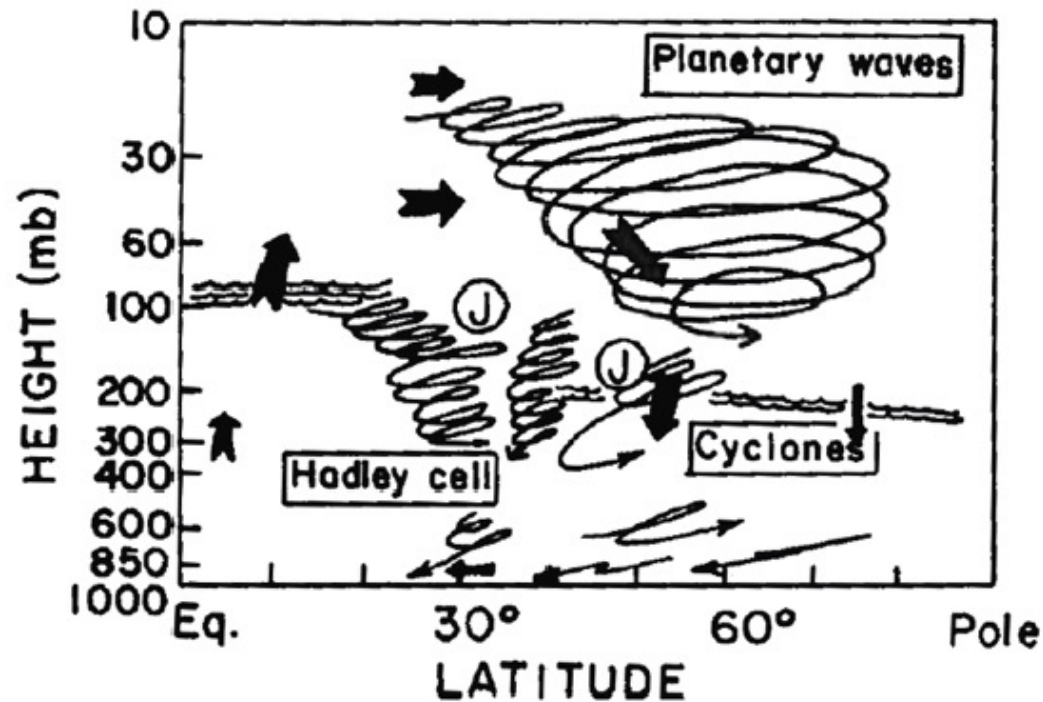 10
Planetary waves
30
60
100
J
J
200
300
Cyclones
400
Hadley cell
600
850
1000
Eq. 30° 60° Pole
LATITUDE
HEIGHT (mb)